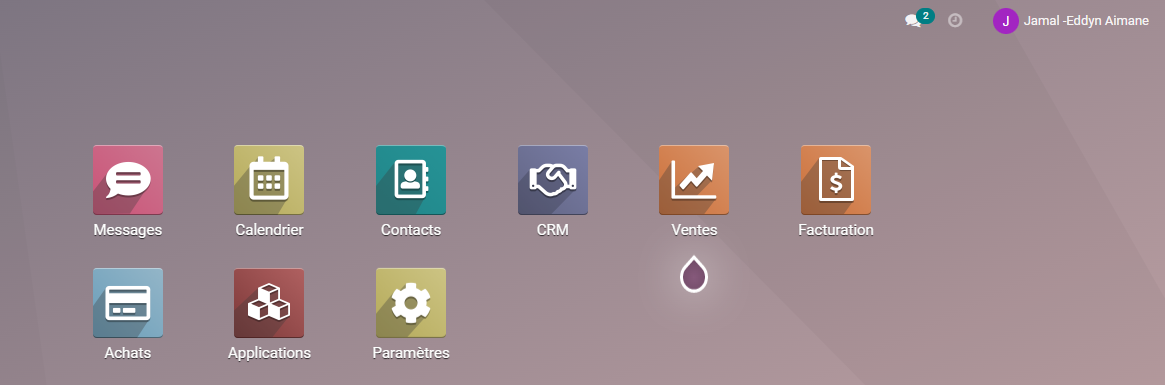 2
J Jamal -Eddyn Aimane
Messages Calendrier Contacts CRM Ventes Facturation
Achats Applications Paramètres